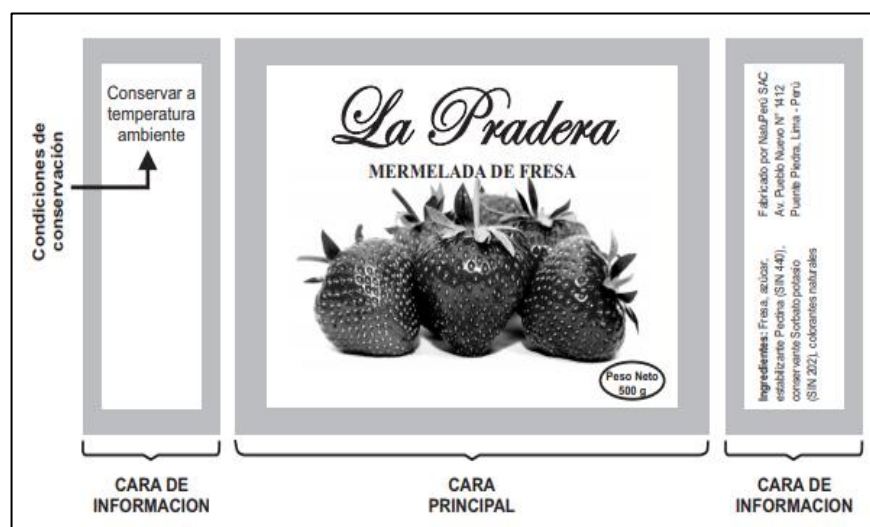 Condiciones de
conservación
Conservar a
temperatura
ambiente
La Pradera
MERMELADA DE FRESA
Peso Neto
500 g
Ingredientes: Fresa, azúcar,
estabilizante Pectina (SIN 440),
conservante Sorbato potasio
(SIN 202), colorantes naturales
Fabricado por NatuPerú SAC
Av. Pueblo Nuevo N° 1412
Puente Piedra, Lima - Perú
CARA DE
INFORMACION
CARA
PRINCIPAL
CARA DE
INFORMACION